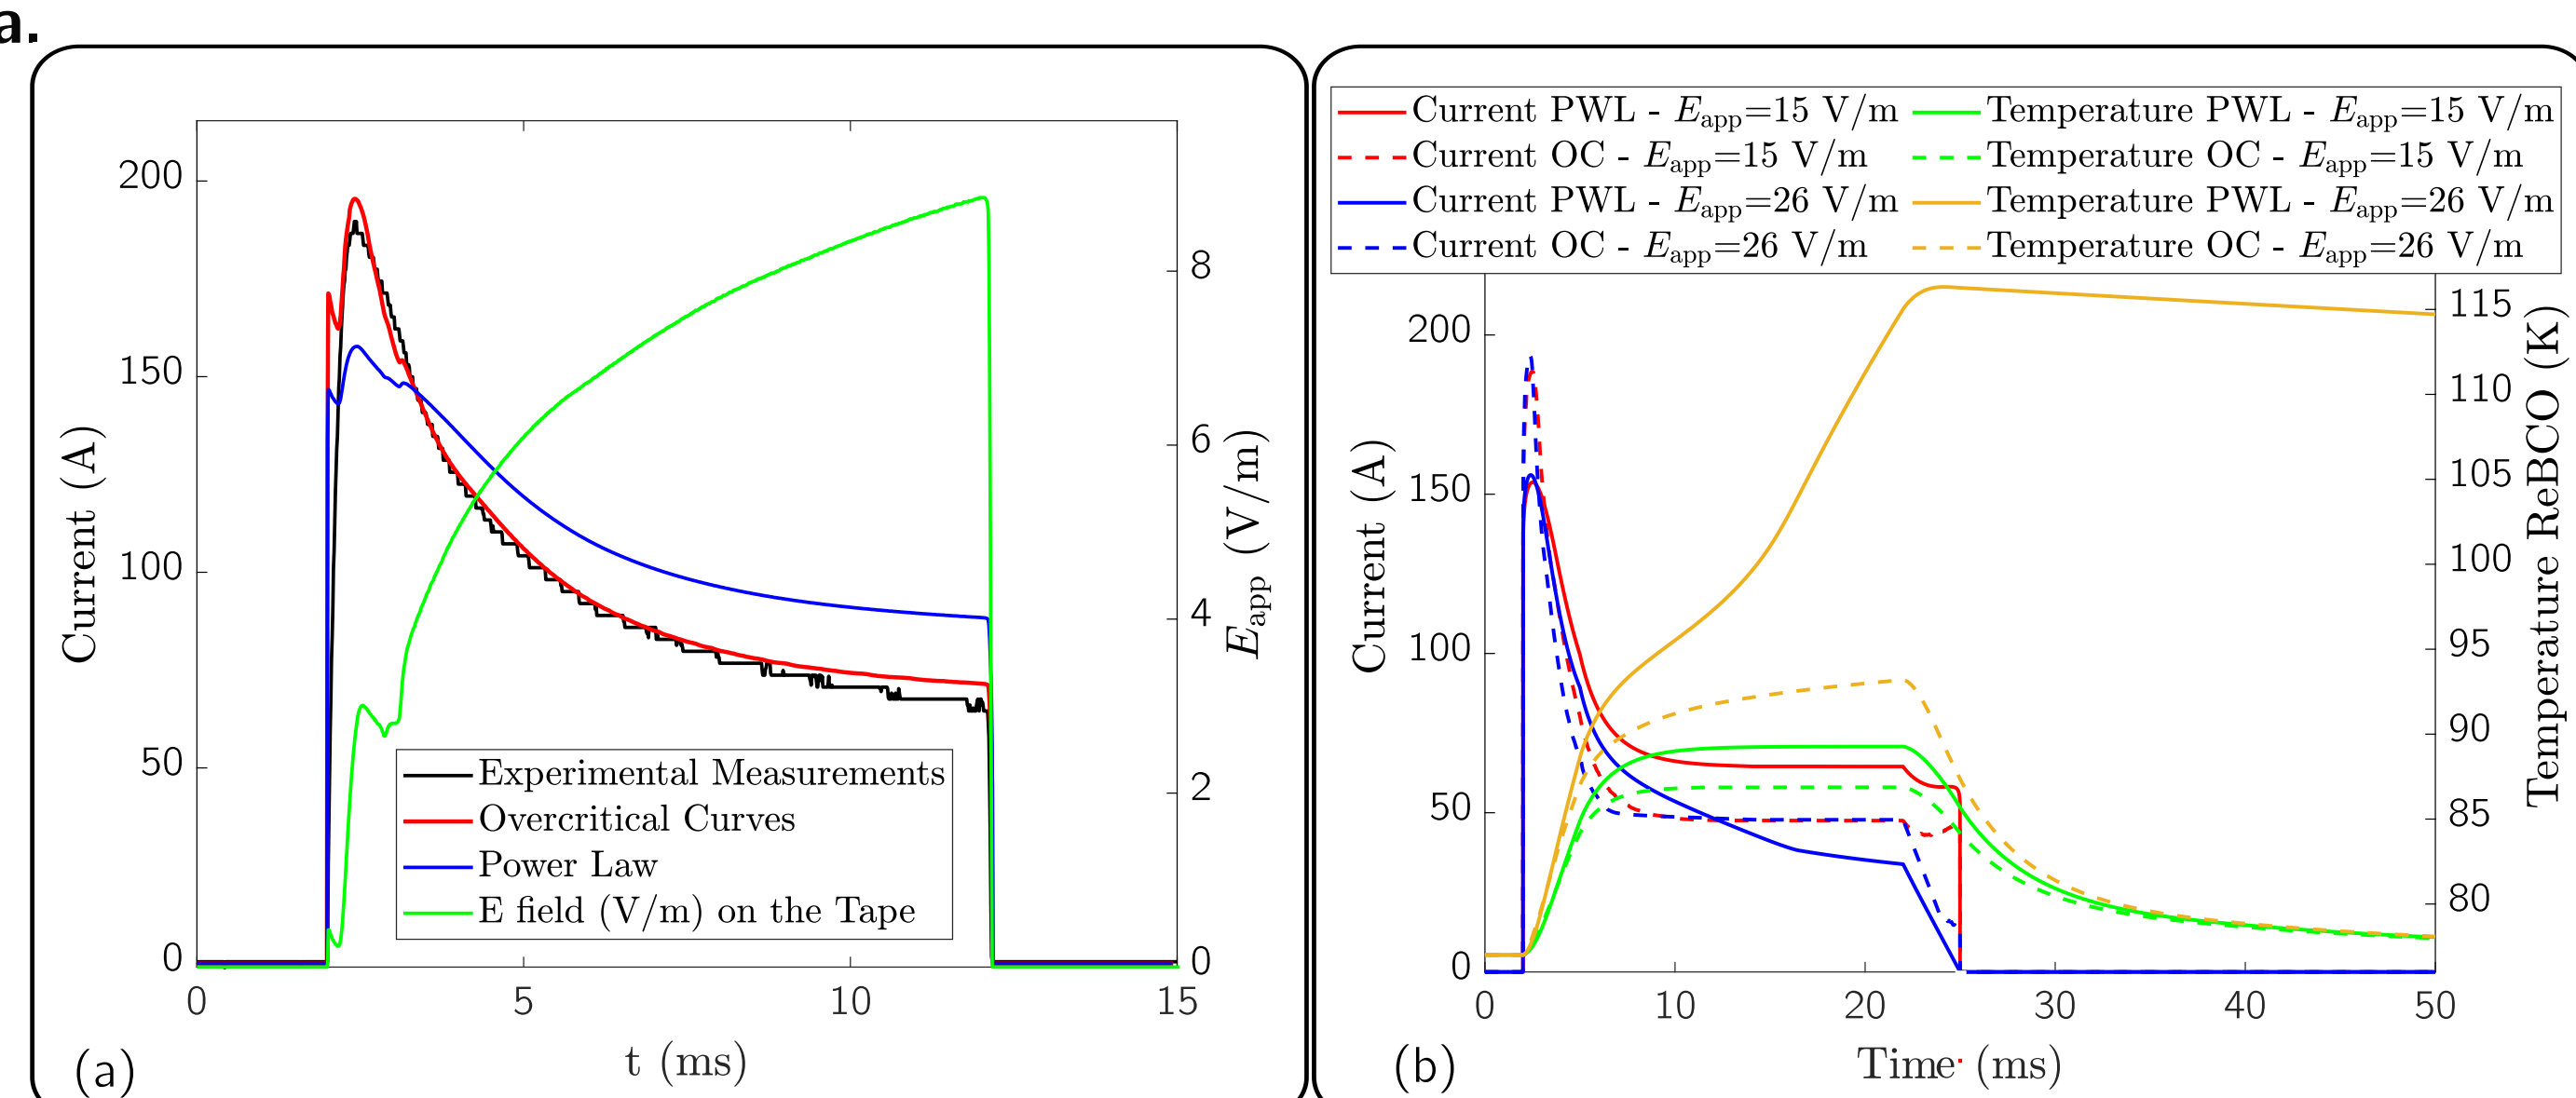 a.
200
150
100
50
0
Current (A)
8
6
4
2
0
E_app (V/m)
Experimental Measurements
Overcritical Curves
Power Law
E field (V/m) on the Tape
0 5 10 15
t (ms)
(a)
Current PWL - E_app=15 V/m Temperature PWL - E_app=15 V/m
Current OC - E_app=15 V/m Temperature OC - E_app=15 V/m
Current PWL - E_app=26 V/m Temperature PWL - E_app=26 V/m
Current OC - E_app=26 V/m Temperature OC - E_app=26 V/m
200
150
100
50
0
Current (A)
115
110
105
100
95
90
85
80
Temperature ReBCO (K)
0 10 20 30 40 50
Time (ms)
(b)